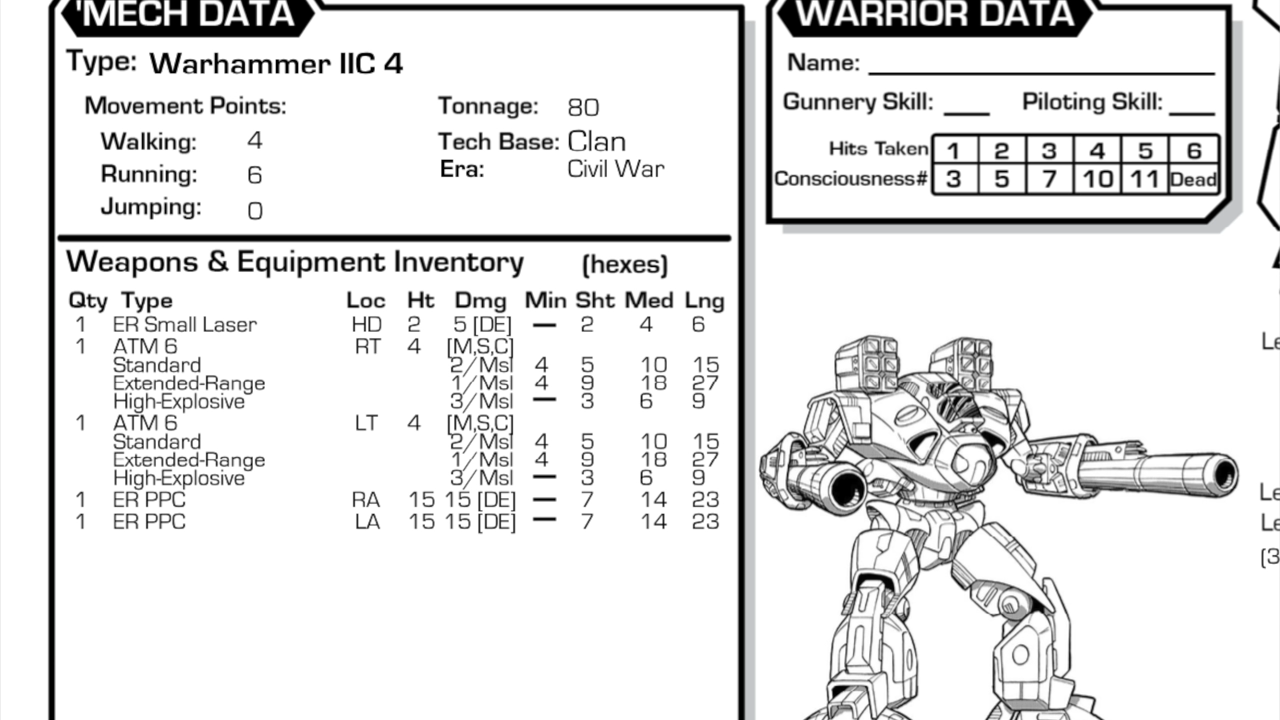 'MECH DATA
Type: Warhammer IIC 4
Movement Points:
Walking: 4
Running: 6
Jumping: 0
Tonnage: 80
Tech Base: Clan
Era: Civil War
Weapons & Equipment Inventory (hexes)
Qty Type Loc Ht Dmg Min Sht Med Lng
1 ER Small Laser HD 2 5 [DE] — 2 4 6
1 ATM 6 RT 4 [M,S,C]
Standard 2/Msl 4 5 10 15
Extended-Range 1/Msl 4 9 18 27
High-Explosive 3/Msl — 3 6 9
1 ATM 6 LT 4 [M,S,C]
Standard 2/Msl 4 5 10 15
Extended-Range 1/Msl 4 9 18 27
High-Explosive 3/Msl — 3 6 9
1 ER PPC RA 15 15 [DE] — 7 14 23
1 ER PPC LA 15 15 [DE] — 7 14 23
WARRIOR DATA
Name:
Gunnery Skill: Piloting Skill:
Hits Taken 1 2 3 4 5 6
Consciousness# 3 5 7 10 11 Dead
Le
Le
Le
(3